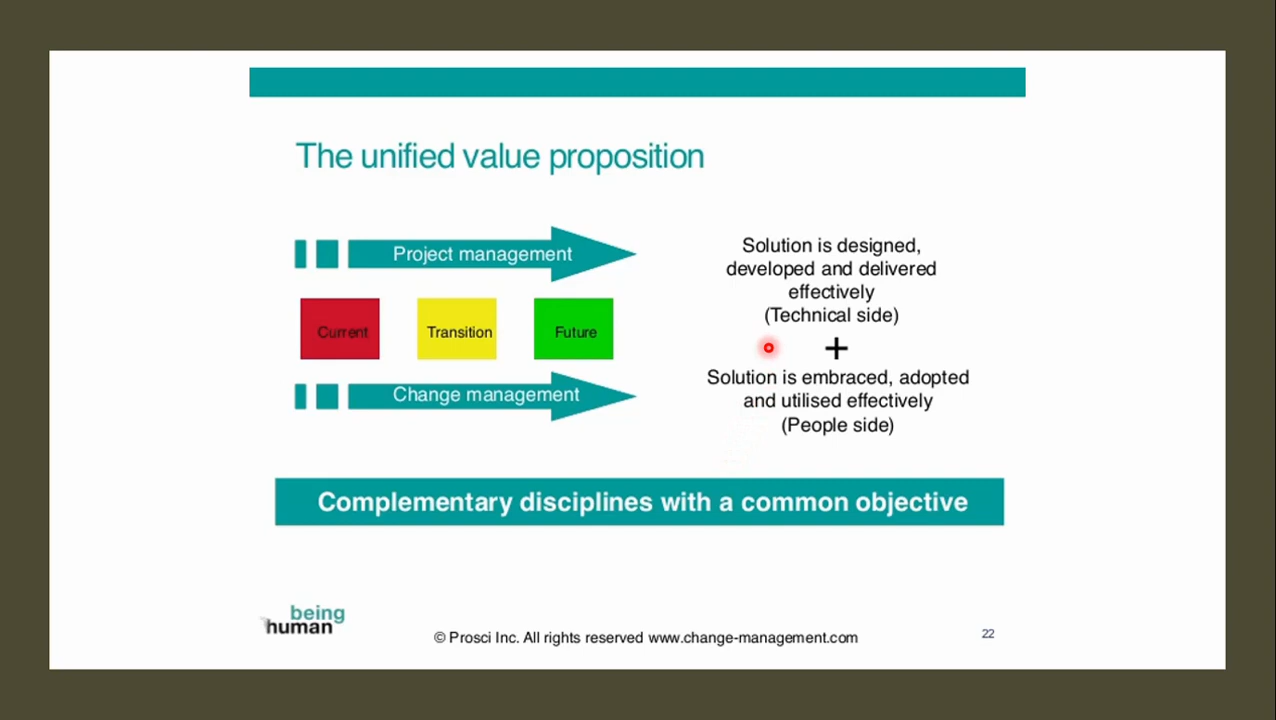 The unified value proposition
Project management
Current
Transition
Future
Change management
Solution is designed,
developed and delivered
effectively
(Technical side)
+
Solution is embraced, adopted
and utilised effectively
(People side)
Complementary disciplines with a common objective
being
human
© Prosci Inc. All rights reserved www.change-management.com
22